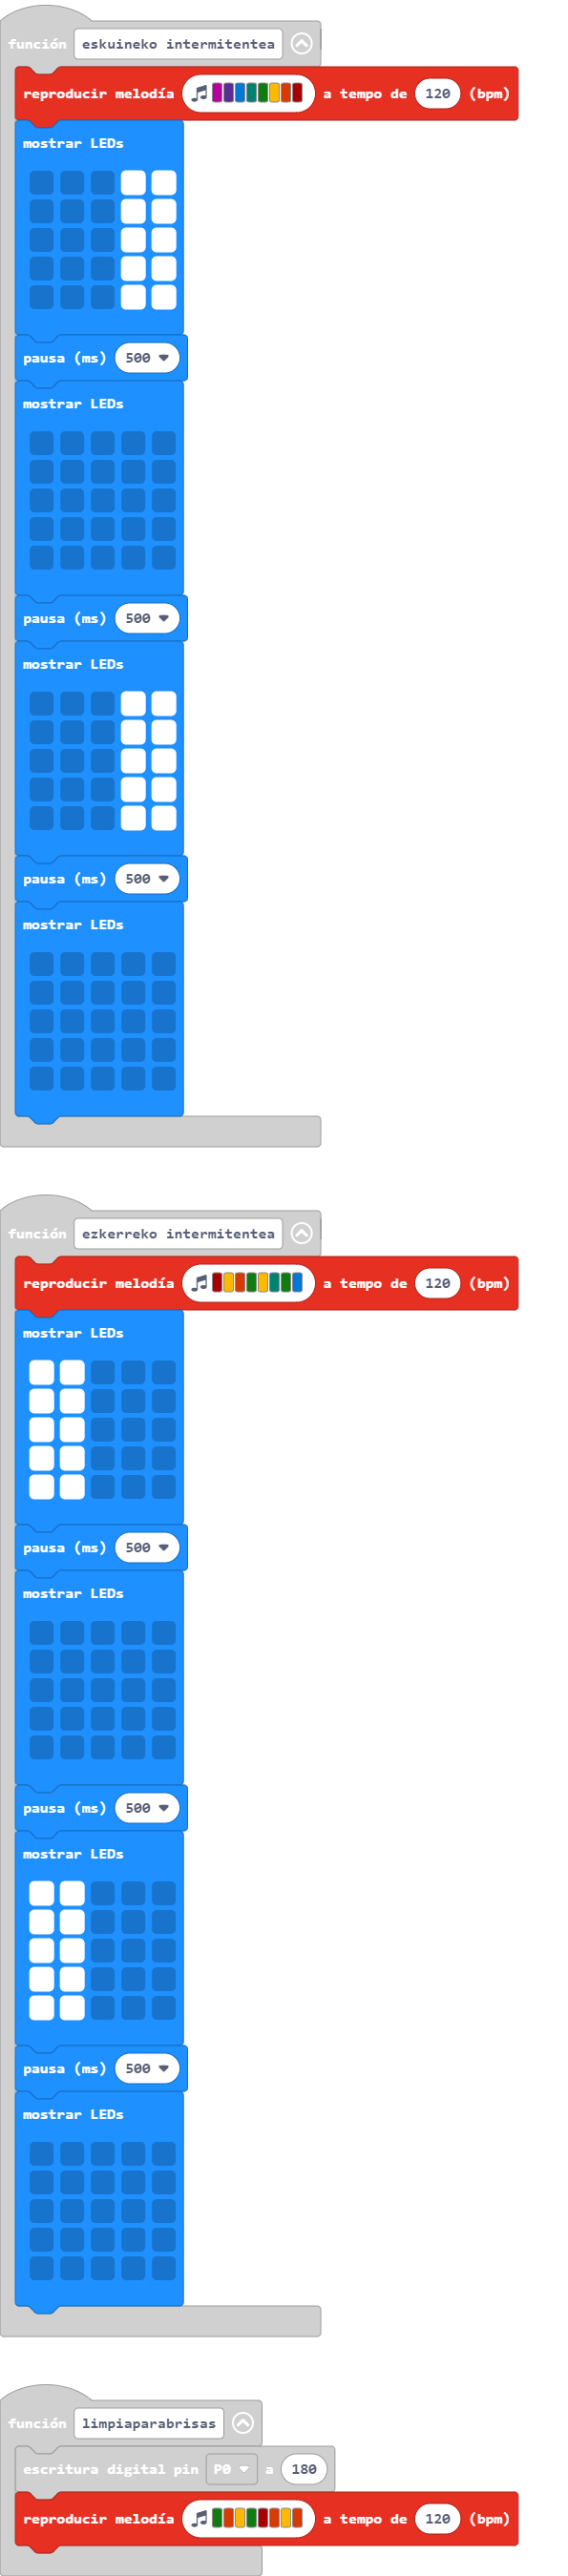 función eskuineko intermitentea
reproducir melodía a tempo de 120 (bpm)
mostrar LEDs
pausa (ms) 500
mostrar LEDs
pausa (ms) 500
mostrar LEDs
pausa (ms) 500
mostrar LEDs
función ezkerreko intermitentea
reproducir melodía a tempo de 120 (bpm)
mostrar LEDs
pausa (ms) 500
mostrar LEDs
pausa (ms) 500
mostrar LEDs
pausa (ms) 500
mostrar LEDs
función limpiaparabrisas
escritura digital pin P0 a 180
reproducir melodía a tempo de 120 (bpm)